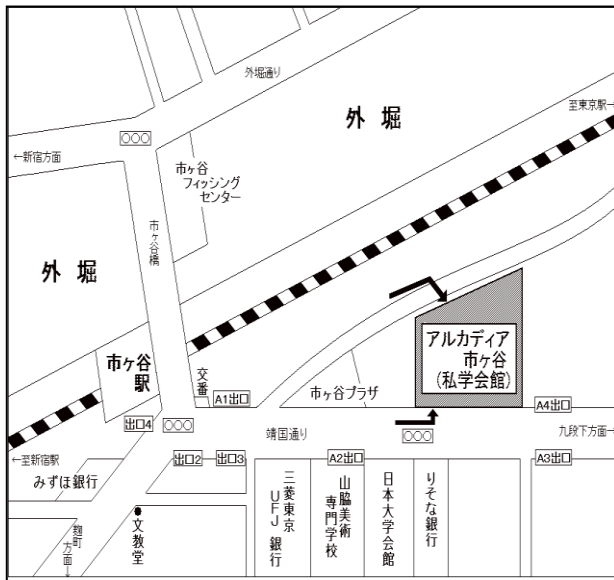 外堀通り
外 堀
至東京駅→
←新宿方面
市ヶ谷
フィッシング
センター
市ヶ谷橋
外 堀
市ヶ谷
駅
交番
A1出口
市ヶ谷プラザ
アルカディア
市ヶ谷
(私学会館)
A4出口
出口4
靖国通り
九段下方面→
←至新宿駅
出口2
出口3
A2出口
A3出口
みずほ銀行
麹町
方面→
文教堂
三菱東京
UFJ 銀行
山脇美術
専門学校
日本大学会館
りそな銀行